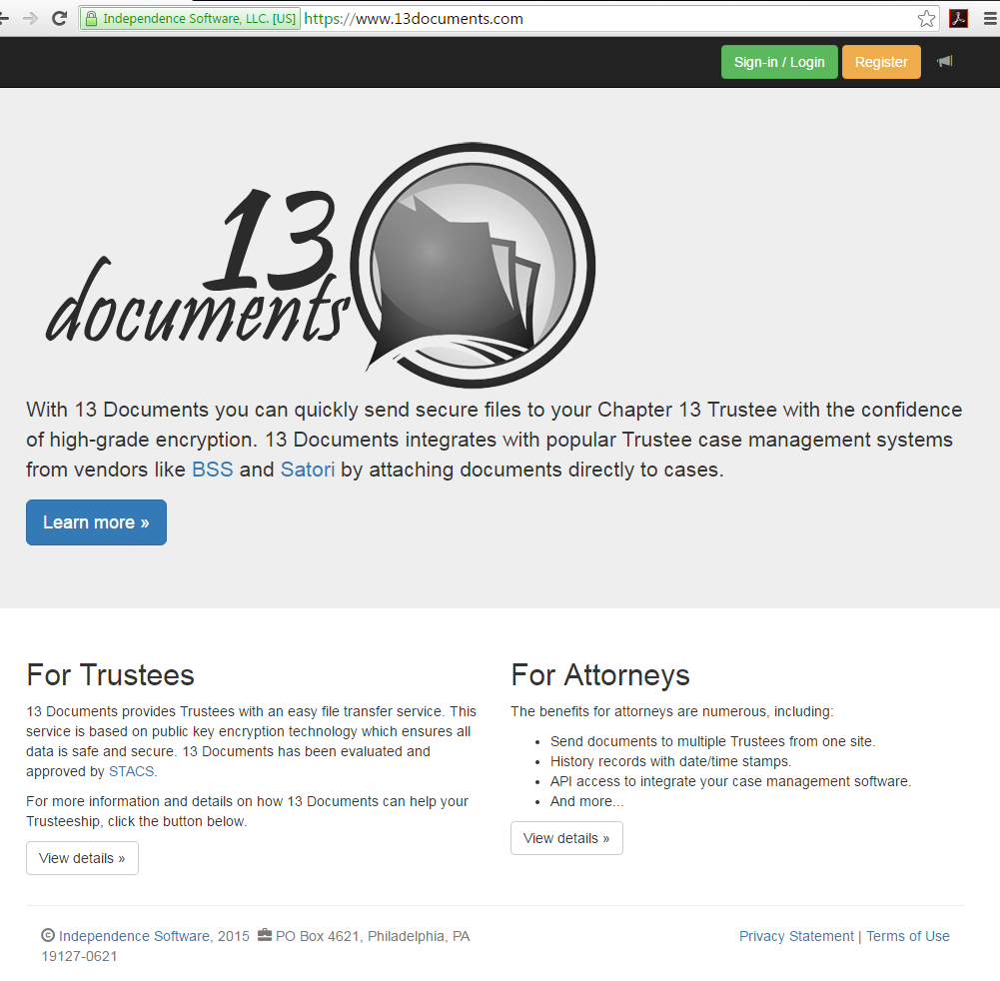 Independence Software, LLC. [US] https://www.13documents.com
Sign-in / Login Register
13
documents
With 13 Documents you can quickly send secure files to your Chapter 13 Trustee with the confidence
of high-grade encryption. 13 Documents integrates with popular Trustee case management systems
from vendors like BSS and Satori by attaching documents directly to cases.
Learn more »
For Trustees
13 Documents provides Trustees with an easy file transfer service. This
service is based on public key encryption technology which ensures all
data is safe and secure. 13 Documents has been evaluated and
approved by STACS.
For more information and details on how 13 Documents can help your
Trusteeship, click the button below.
View details »
For Attorneys
The benefits for attorneys are numerous, including:
• Send documents to multiple Trustees from one site.
• History records with date/time stamps.
• API access to integrate your case management software.
• And more...
View details »
© Independence Software, 2015 PO Box 4621, Philadelphia, PA
19127-0621
Privacy Statement | Terms of Use